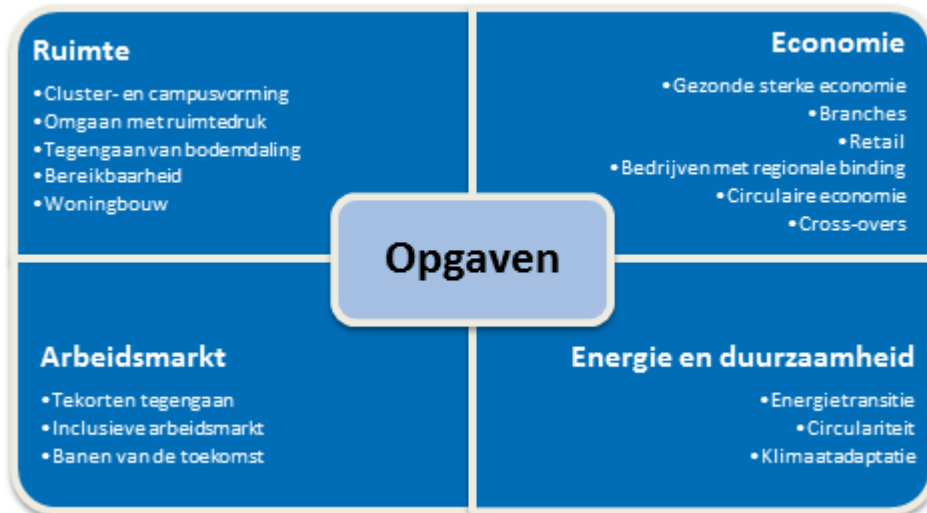 Ruimte
•Cluster- en campusvorming
•Omgaan met ruimtedruk
•Tegengaan van bodemdaling
•Bereikbaarheid
•Woningbouw
Economie
•Gezonde sterke economie
•Branches
•Retail
•Bedrijven met regionale binding
•Circulaire economie
•Cross-overs
Opgaven
Arbeidsmarkt
•Tekorten tegengaan
•Inclusieve arbeidsmarkt
•Banen van de toekomst
Energie en duurzaamheid
•Energietransitie
•Circulariteit
•Klimaatadaptatie